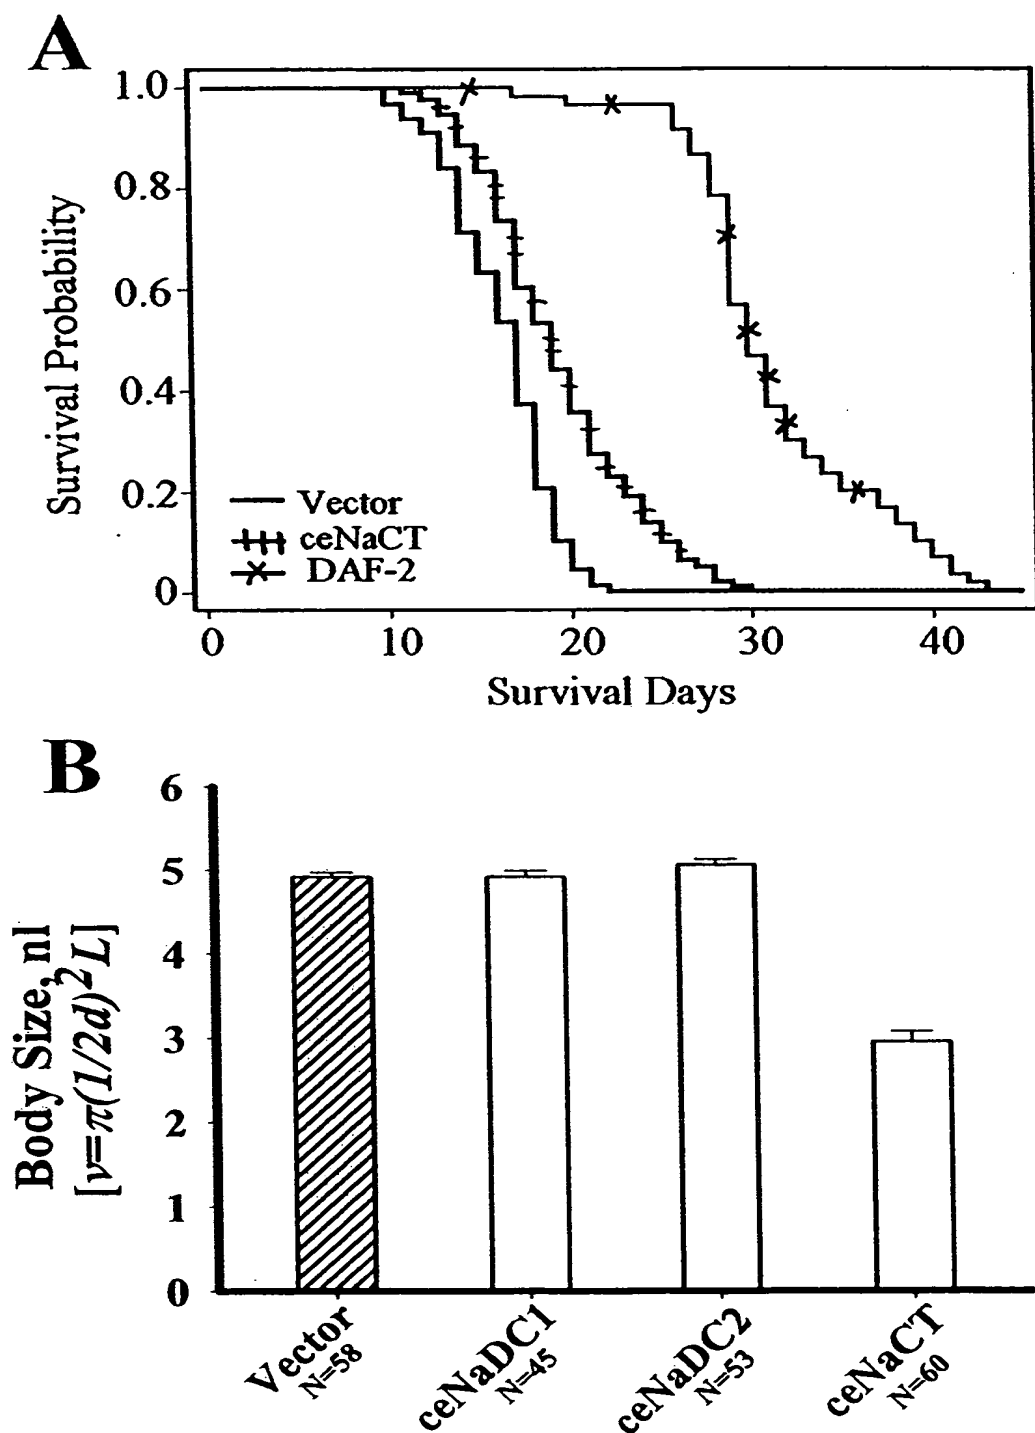 A
Survival Probability
1.0
0.8
0.6
0.4
0.2
0
Vector
ceNaCT
DAF-2
0 10 20 30 40
Survival Days
B
Body Size, nl
[v=π(1/2d)²L]
6
5
4
3
2
1
0
Vector
N=58
ceNaDC1
N=45
ceNaDC2
N=53
ceNaCT
N=60